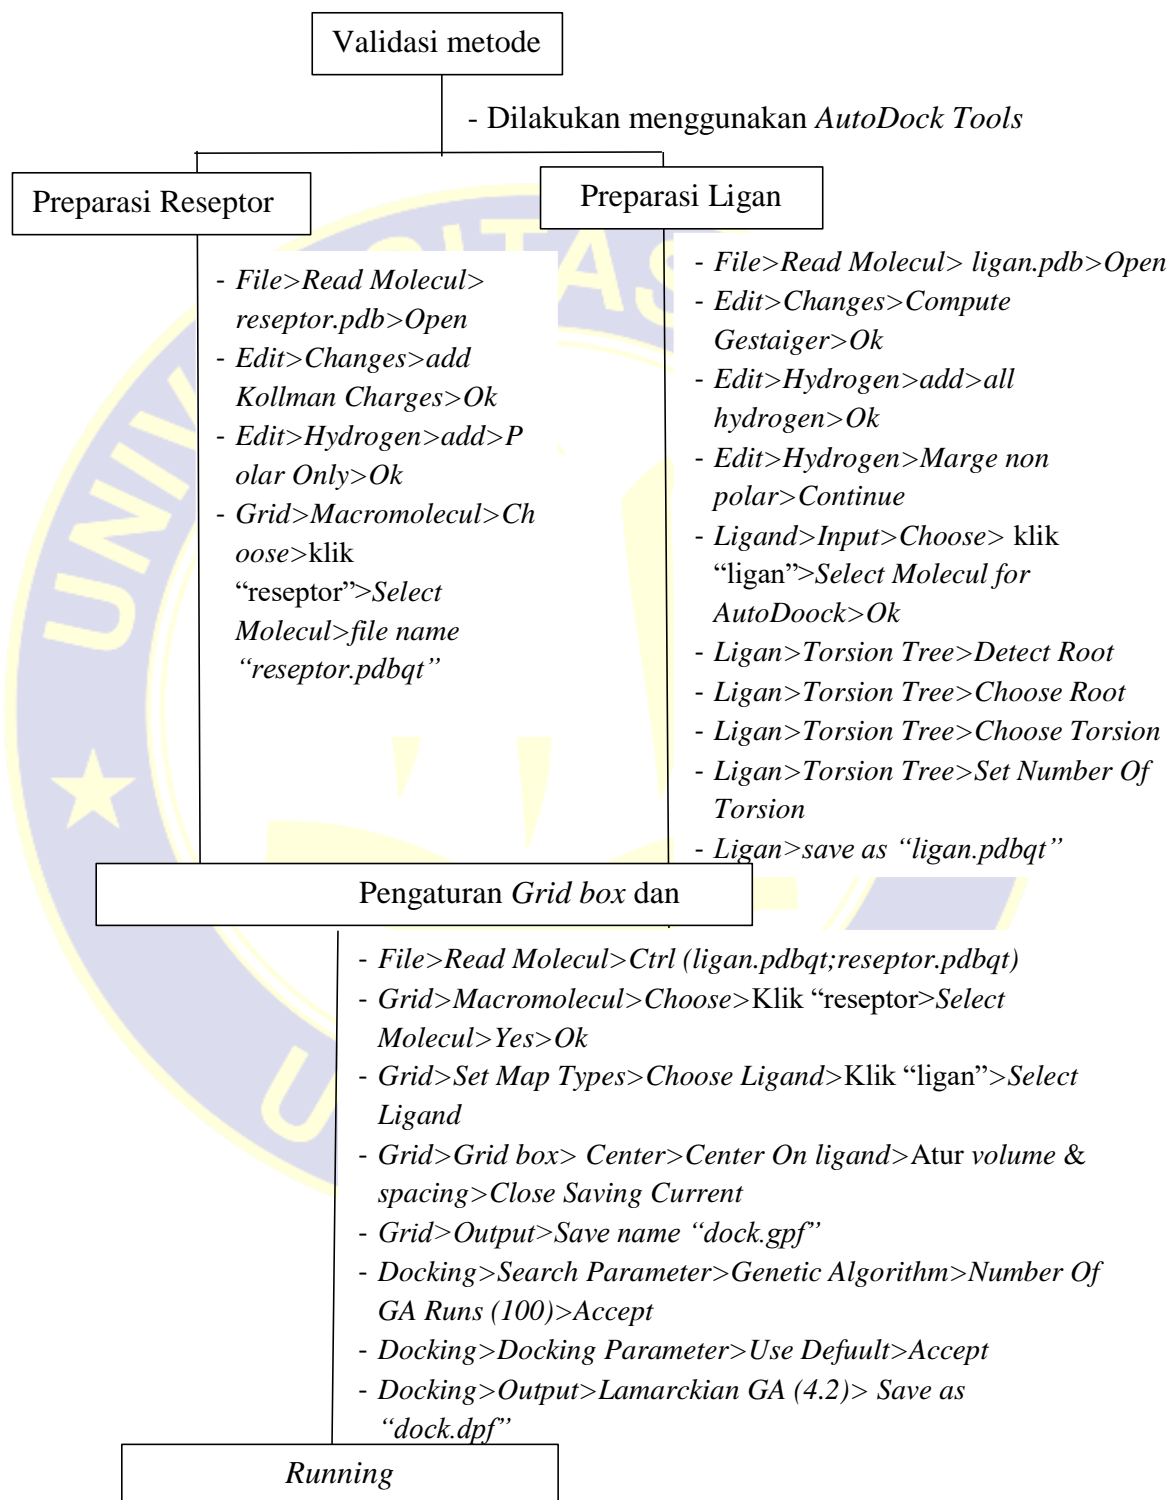 Validasi metode
- Dilakukan menggunakan AutoDock Tools
Preparasi Reseptor
- File>Read Molecul>
reseptor.pdb>Open
- Edit>Changes>add
Kollman Charges>Ok
- Edit>Hydrogen>add>P
olar Only>Ok
- Grid>Macromolecul>Ch
oose>klik
“reseptor”>Select
Molecul>file name
“reseptor.pdbqt”
Preparasi Ligan
- File>Read Molecul> ligan.pdb>Open
- Edit>Changes>Compute
Gestaiger>Ok
- Edit>Hydrogen>add>all
hydrogen>Ok
- Edit>Hydrogen>Marge non
polar>Continue
- Ligand>Input>Choose> klik
“ligan”>Select Molecul for
AutoDoock>Ok
- Ligan>Torsion Tree>Detect Root
- Ligan>Torsion Tree>Choose Root
- Ligan>Torsion Tree>Choose Torsion
- Ligan>Torsion Tree>Set Number Of
Torsion
- Ligan>save as “ligan.pdbqt”
Pengaturan Grid box dan
- File>Read Molecul>Ctrl (ligan.pdbqt;reseptor.pdbqt)
- Grid>Macromolecul>Choose>Klik “reseptor>Select
Molecul>Yes>Ok
- Grid>Set Map Types>Choose Ligand>Klik “ligan”>Select
Ligand
- Grid>Grid box> Center>Center On ligand>Atur volume &
spacing>Close Saving Current
- Grid>Output>Save name “dock.gpf”
- Docking>Search Parameter>Genetic Algorithm>Number Of
GA Runs (100)>Accept
- Docking>Docking Parameter>Use Defuult>Accept
- Docking>Output>Lamarckian GA (4.2)> Save as
“dock.dpf”
Running